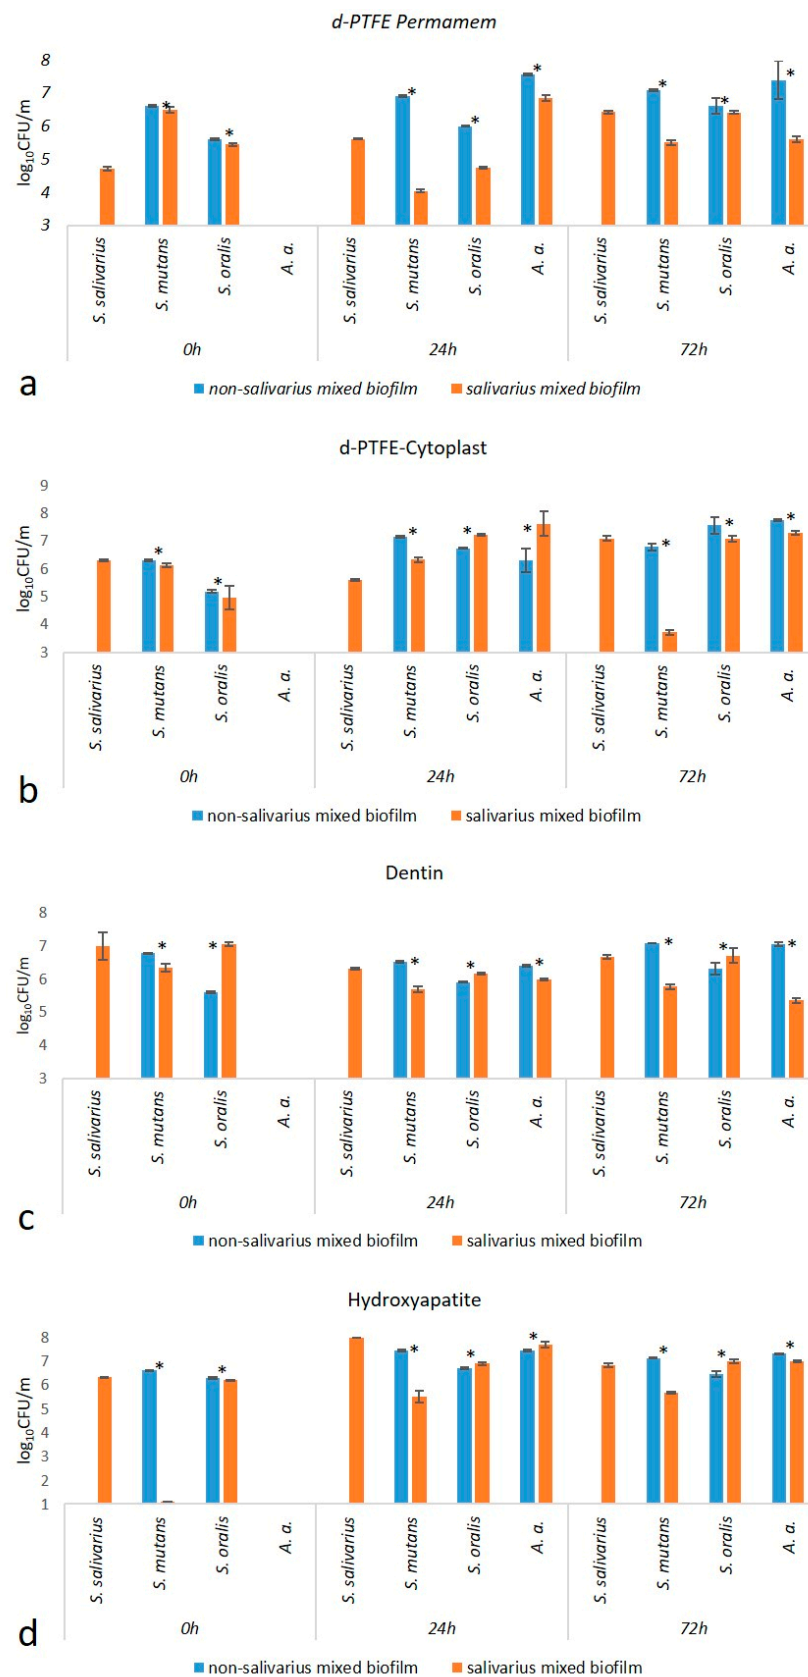 d-PTFE Permamem
8
7
6
5
4
3
log10CFU/m
S. salivarius
S. mutans
S. oralis
A. a.
S. salivarius
S. mutans
S. oralis
A. a.
S. salivarius
S. mutans
S. oralis
A. a.
0h
24h
72h
* * * * * * * *
a
non-salivarius mixed biofilm
salivarius mixed biofilm
d-PTFE-Cytoplast
9
8
7
6
5
4
3
log10CFU/m
S. salivarius
S. mutans
S. oralis
A. a.
S. salivarius
S. mutans
S. oralis
A. a.
S. salivarius
S. mutans
S. oralis
A. a.
0h
24h
72h
* * * * * * * *
b
non-salivarius mixed biofilm
salivarius mixed biofilm
Dentin
8
7
6
5
4
3
log10CFU/m
S. salivarius
S. mutans
S. oralis
A. a.
S. salivarius
S. mutans
S. oralis
A. a.
S. salivarius
S. mutans
S. oralis
A. a.
0h
24h
72h
* * * * * * * *
c
non-salivarius mixed biofilm
salivarius mixed biofilm
Hydroxyapatite
8
7
6
5
4
3
2
1
log10CFU/m
S. salivarius
S. mutans
S. oralis
A. a.
S. salivarius
S. mutans
S. oralis
A. a.
S. salivarius
S. mutans
S. oralis
A. a.
0h
24h
72h
* * * * * * * *
d
non-salivarius mixed biofilm
salivarius mixed biofilm